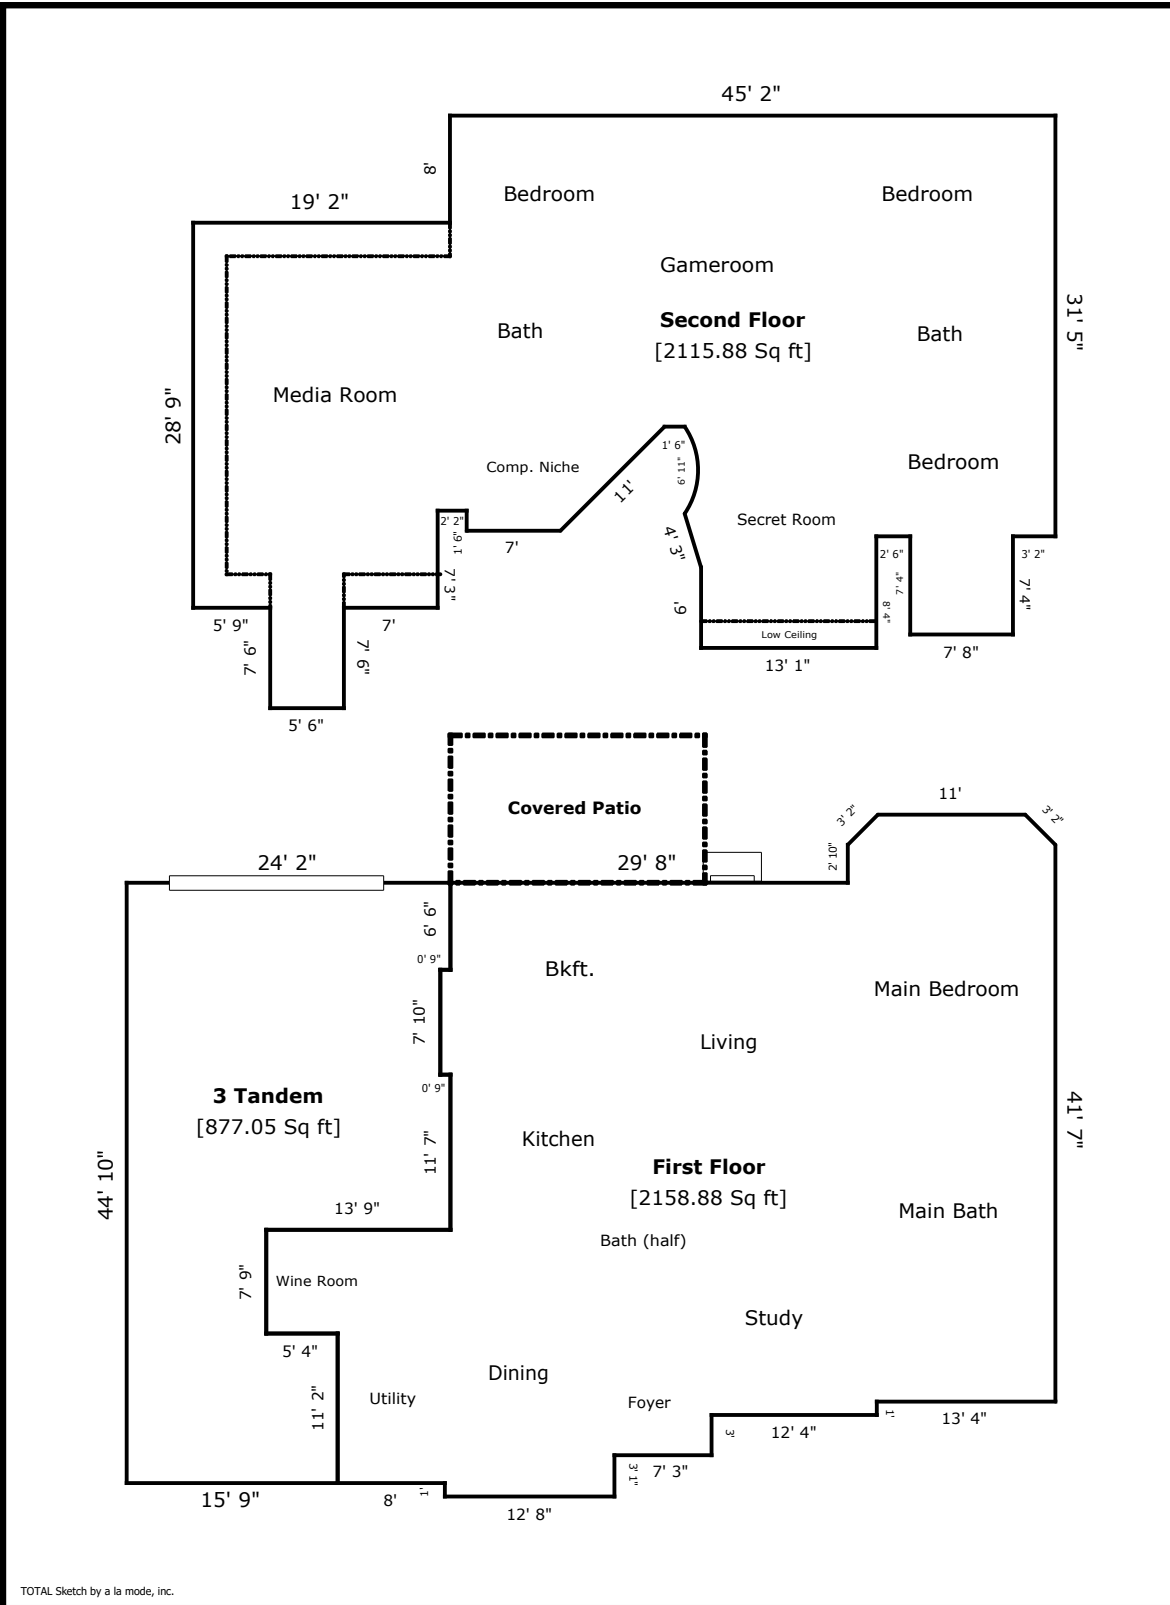 45' 2"
8'
19' 2"
Bedroom
Bedroom
Gameroom
31' 5"
Second Floor
[2115.88 Sq ft]
Bath
Bath
28' 9"
Media Room
1' 6"
6' 11"
Comp. Niche
11'
Bedroom
2' 2"
1' 6"
7'
4' 3"
Secret Room
2' 6"
3' 2"
7' 3"
7' 4"
7' 4"
6'
8' 4"
5' 9"
7'
Low Ceiling
7' 6"
7' 6"
13' 1"
7' 8"
5' 6"
Covered Patio
11'
3' 2"
3' 2"
2' 10"
24' 2"
29' 8"
6' 6"
0' 9"
Bkft.
Main Bedroom
7' 10"
Living
0' 9"
3 Tandem
[877.05 Sq ft]
41' 7"
11' 7"
Kitchen
First Floor
[2158.88 Sq ft]
44' 10"
13' 9"
Main Bath
Bath (half)
7' 9"
Wine Room
Study
5' 4"
Dining
11' 2"
Utility
Foyer
1'
13' 4"
3'
12' 4"
3' 1"
7' 3"
15' 9"
8'
1'
12' 8"
TOTAL Sketch by a la mode, inc.